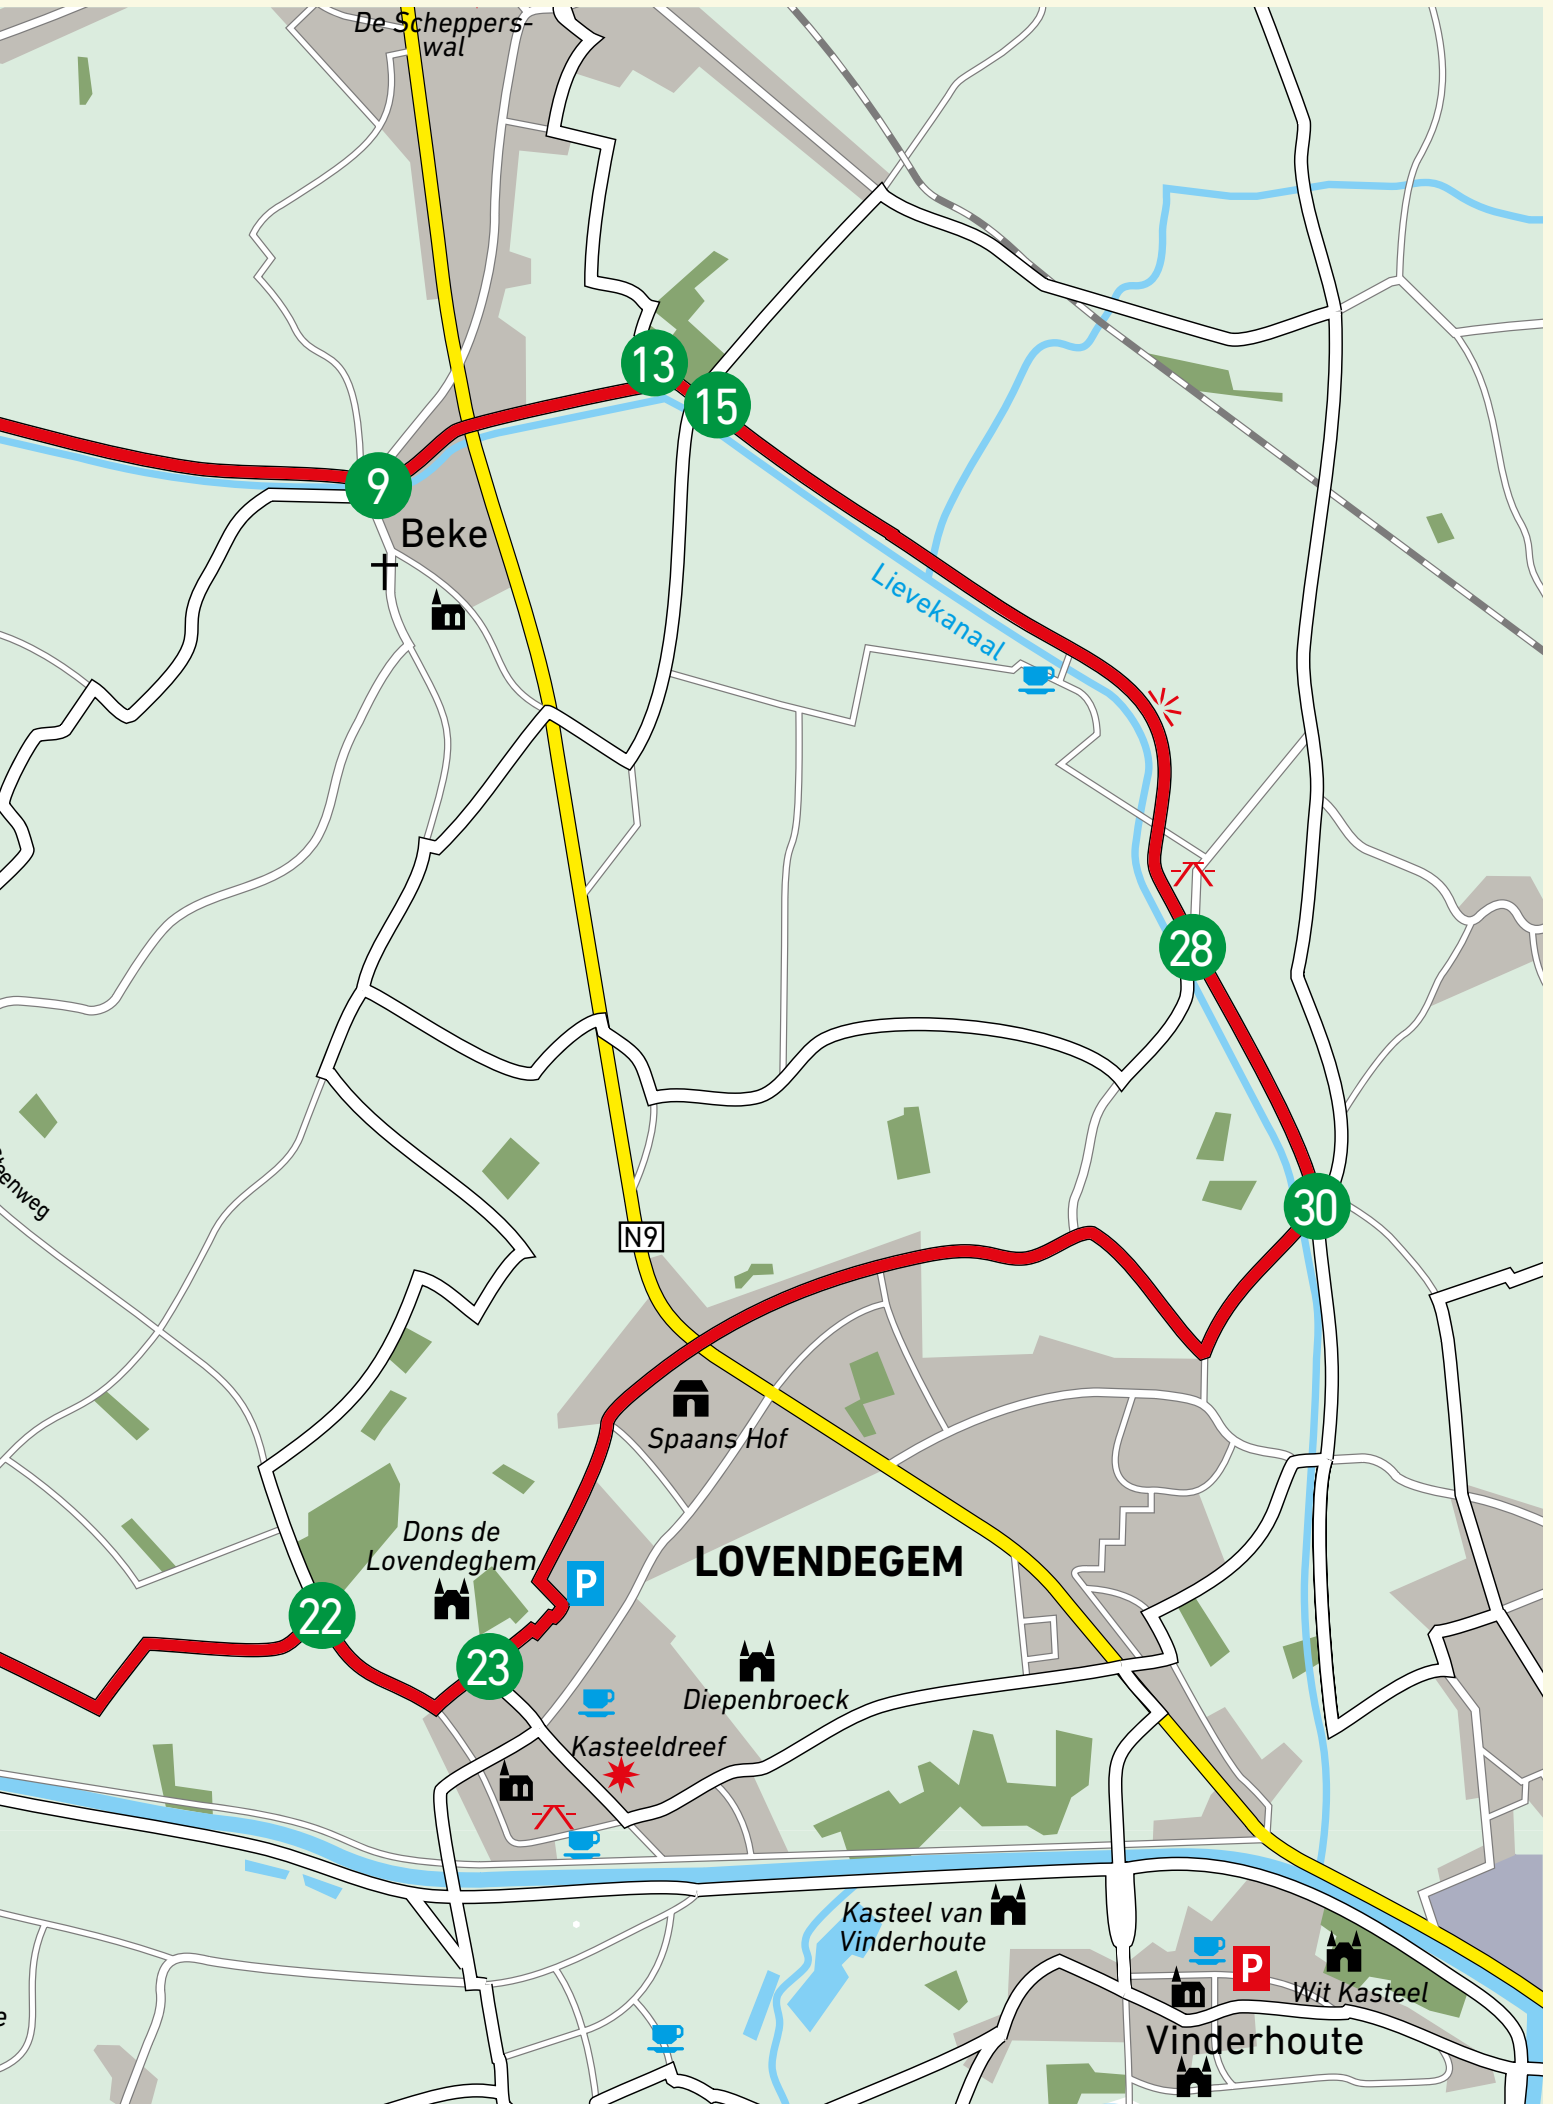 De Scheppers-
wal
13
15
9
Beke
Lievekanaal
28
30
N9
Spaans Hof
Dons de
Lovendeghem
P
LOVENDEGEM
22
23
Diepenbroeck
Kasteeldreef
Kasteel van
Vinderhoute
P
Wit Kasteel
Vinderhoute
e